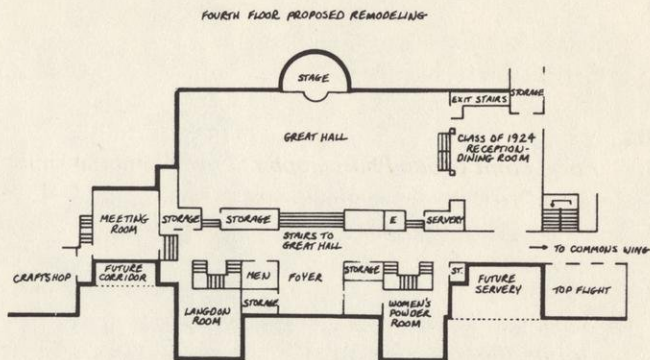 FOURTH FLOOR PROPOSED REMODELING
STAGE
EXIT STAIRS
STORAGE
GREAT HALL
CLASS OF 1924
RECEPTION-
DINING ROOM
MEETING
ROOM
STORAGE
STORAGE
E
SERVERY
STAIRS TO
GREAT HALL
→ TO COMMONS WING
CRAFTSHOP
FUTURE
CORRIDOR
MEN
FOYER
STORAGE
ST.
FUTURE
SERVERY
TOP FLIGHT
STORAGE
LANGDON
ROOM
WOMEN'S
POWDER
ROOM